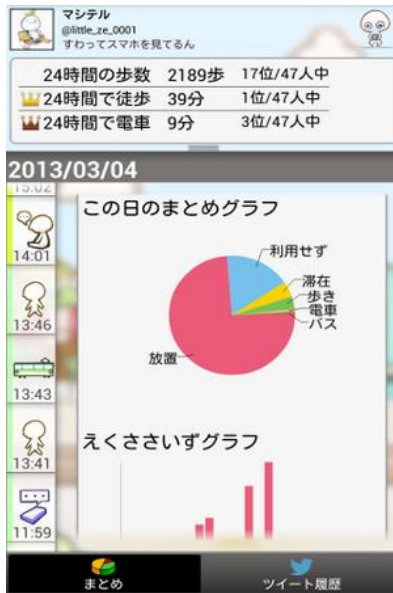 マシテル
@little_ze_0001
すわってスマホを見てるん
24時間の歩数 2189歩 17位/47人中
24時間で徒歩 39分 1位/47人中
24時間で電車 9分 3位/47人中
2013/03/04
15:02
14:01
13:46
13:43
13:41
11:59
この日のまとめグラフ
利用せず
滞在
歩き
電車
バス
放置
えくささいずグラフ
まとめ
ツイート履歴